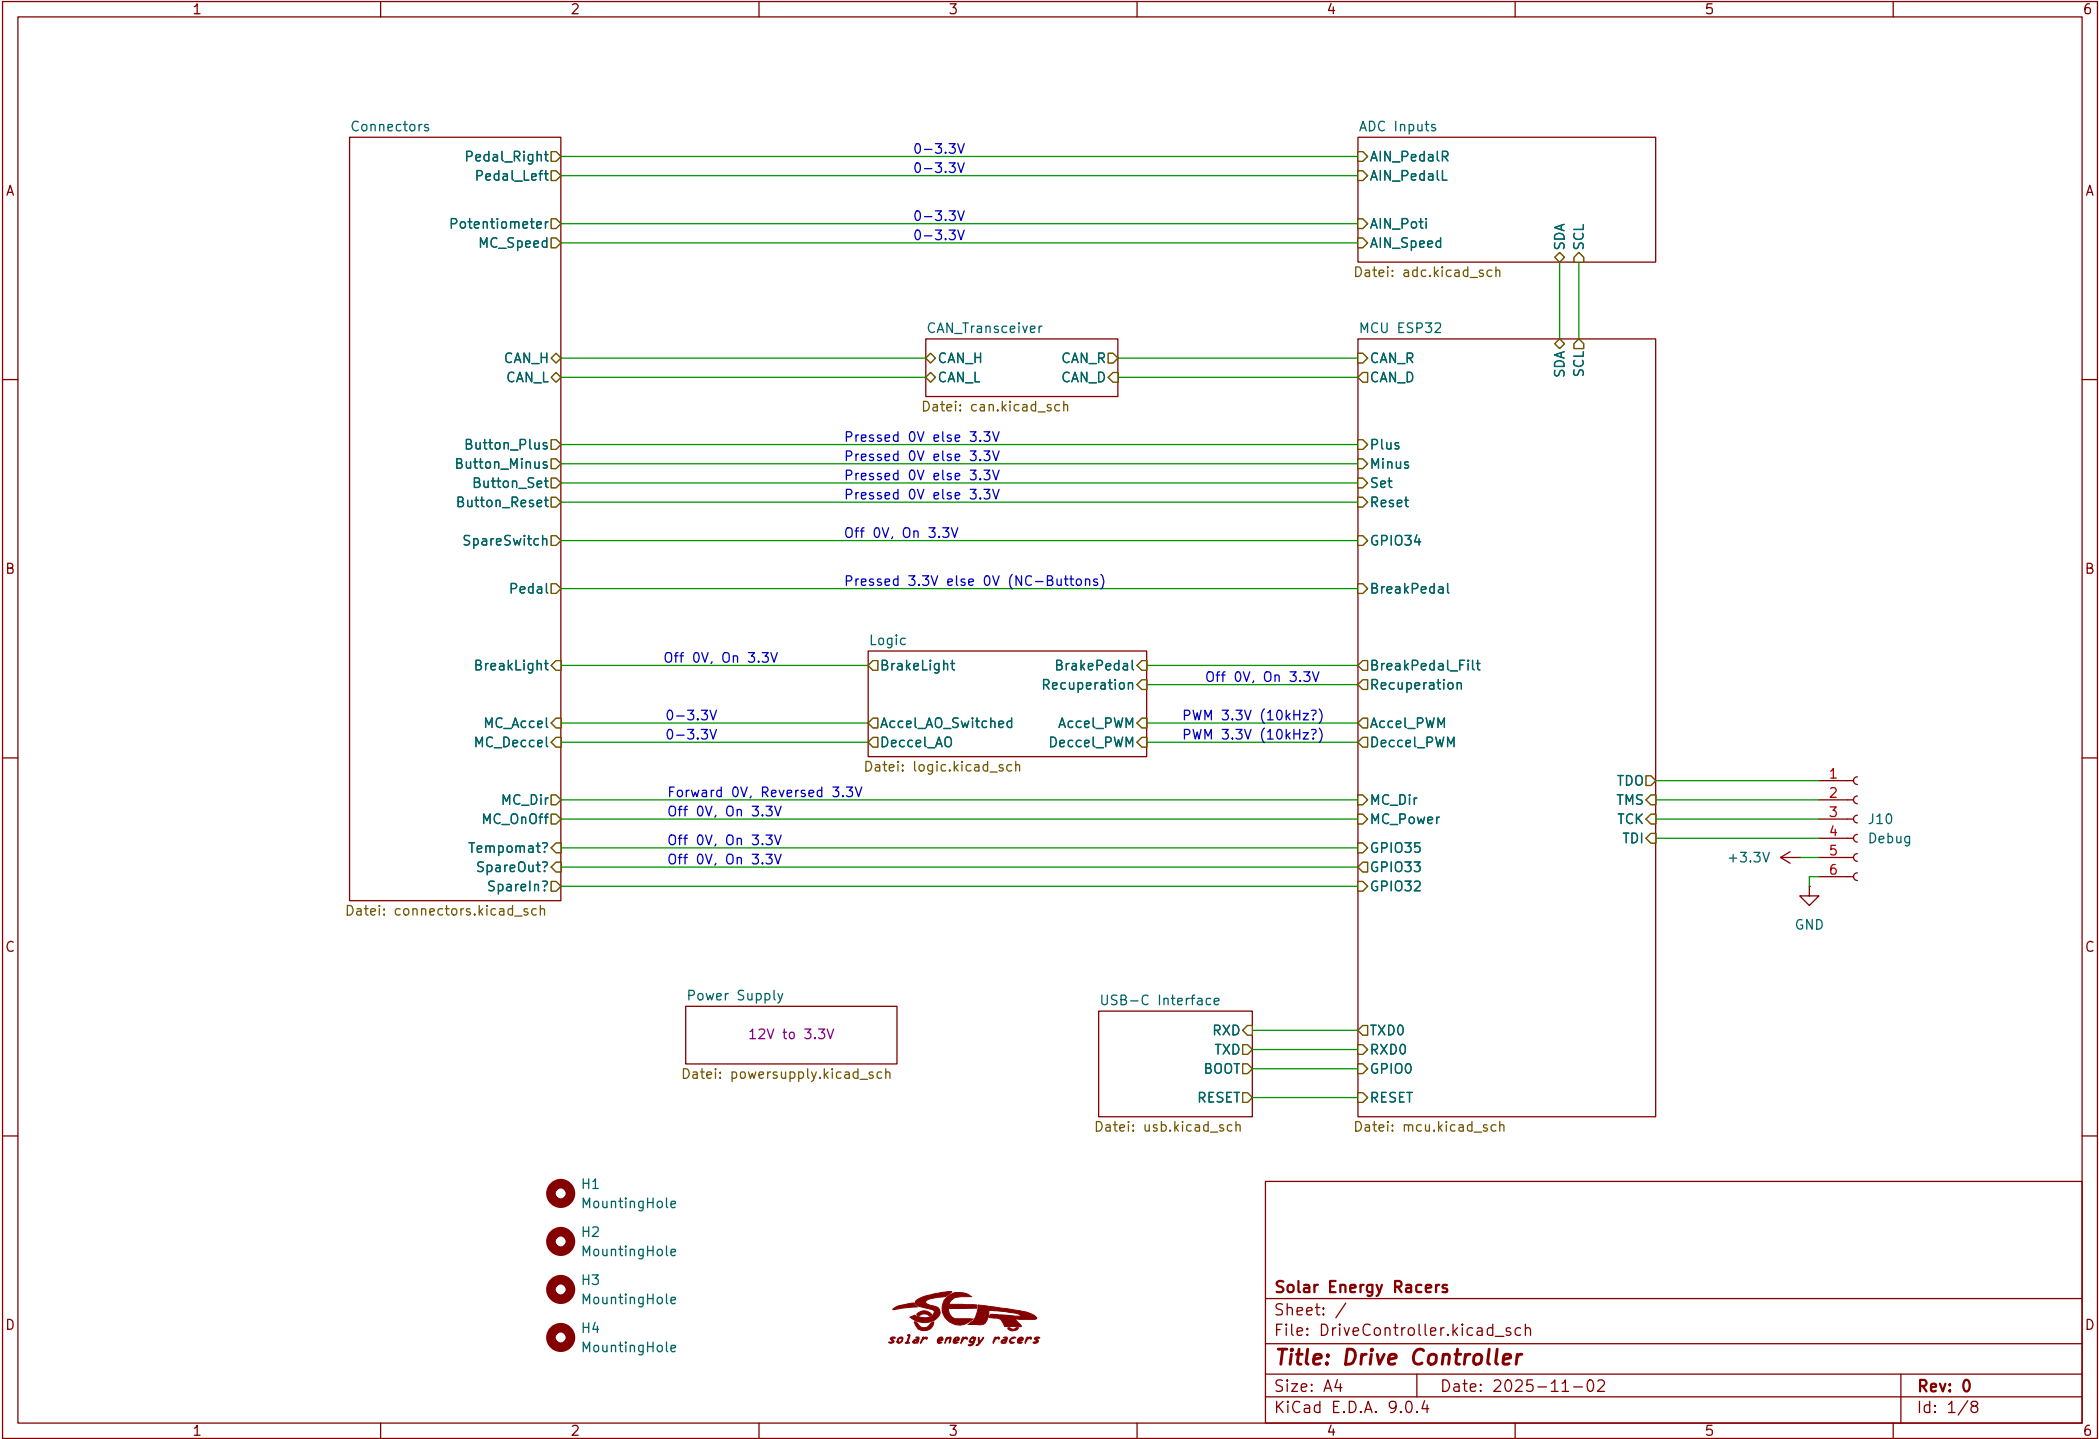 1 2 3 4 5 6
A A
B B
C C
D D
Connectors
Pedal_Right
Pedal_Left
Potentiometer
MC_Speed
CAN_H
CAN_L
Button_Plus
Button_Minus
Button_Set
Button_Reset
SpareSwitch
Pedal
BreakLight
MC_Accel
MC_Deccel
MC_Dir
MC_OnOff
Tempomat?
SpareOut?
SpareIn?
Datei: connectors.kicad_sch
0-3.3V
0-3.3V
0-3.3V
0-3.3V
ADC Inputs
AIN_PedalR
AIN_PedalL
AIN_Poti
AIN_Speed
SDA
SCL
Datei: adc.kicad_sch
CAN_Transceiver
CAN_H CAN_R
CAN_L CAN_D
Datei: can.kicad_sch
Pressed 0V else 3.3V
Pressed 0V else 3.3V
Pressed 0V else 3.3V
Pressed 0V else 3.3V
Off 0V, On 3.3V
Pressed 3.3V else 0V (NC-Buttons)
Off 0V, On 3.3V
0-3.3V
0-3.3V
Logic
BrakeLight BrakePedal
Recuperation
Accel_AO_Switched Accel_PWM
Deccel_AO Deccel_PWM
Datei: logic.kicad_sch
Off 0V, On 3.3V
PWM 3.3V (10kHz?)
PWM 3.3V (10kHz?)
Forward 0V, Reversed 3.3V
Off 0V, On 3.3V
Off 0V, On 3.3V
Off 0V, On 3.3V
MCU ESP32
SDA
SCL
CAN_R
CAN_D
Plus
Minus
Set
Reset
GPIO34
BreakPedal
BreakPedal_Filt
Recuperation
Accel_PWM
Deccel_PWM
MC_Dir
MC_Power
GPIO35
GPIO33
GPIO32
TXD0
RXD0
GPIO0
RESET
TDO
TMS
TCK
TDI
Datei: mcu.kicad_sch
1
2
3
4
5
6
J10
Debug
+3.3V
GND
Power Supply
12V to 3.3V
Datei: powersupply.kicad_sch
USB-C Interface
RXD
TXD
BOOT
RESET
Datei: usb.kicad_sch
H1
MountingHole
H2
MountingHole
H3
MountingHole
H4
MountingHole
SER
solar energy racers
Solar Energy Racers
Sheet: /
File: DriveController.kicad_sch
Title: Drive Controller
Size: A4 Date: 2025-11-02 Rev: 0
KiCad E.D.A. 9.0.4 Id: 1/8
1 2 3 4 5 6